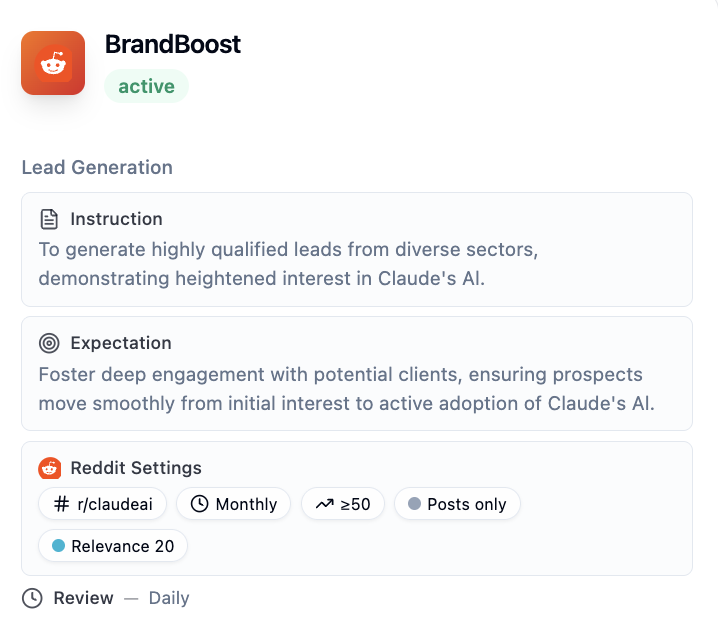 BrandBoost
active
Lead Generation
Instruction
To generate highly qualified leads from diverse sectors,
demonstrating heightened interest in Claude's AI.
Expectation
Foster deep engagement with potential clients, ensuring prospects
move smoothly from initial interest to active adoption of Claude's AI.
Reddit Settings
# r/claudeai Monthly ≥50 Posts only
Relevance 20
Review — Daily